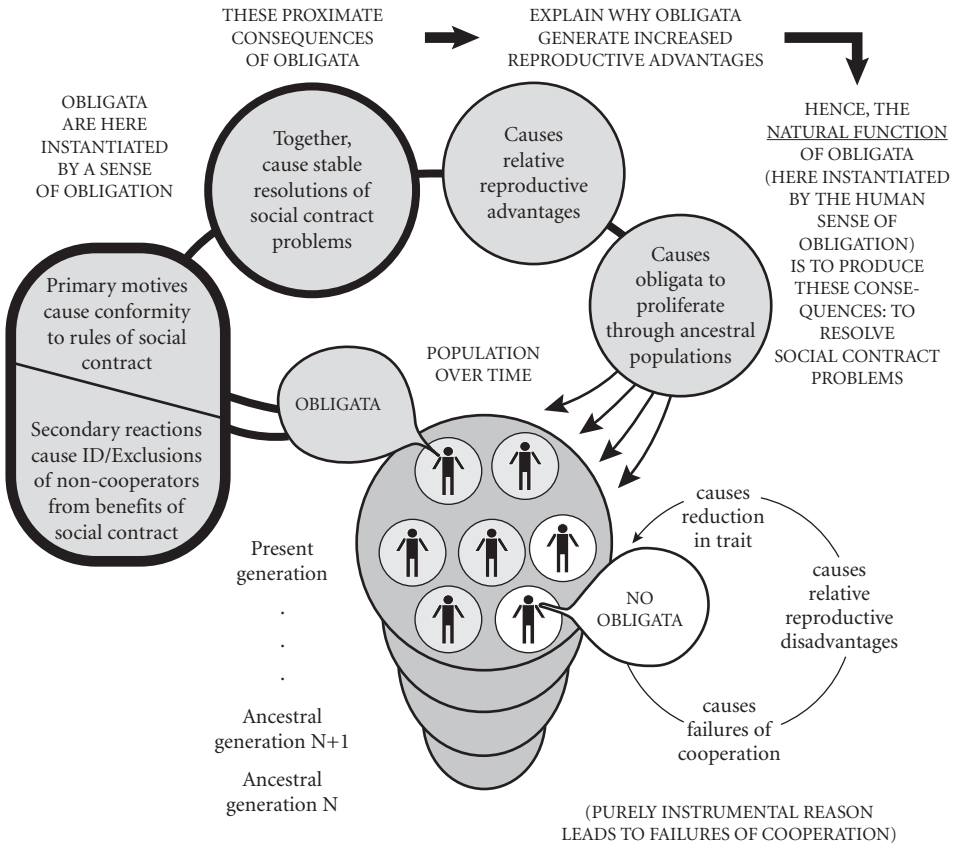 THESE PROXIMATE
CONSEQUENCES
OF OBLIGATA
EXPLAIN WHY OBLIGATA
GENERATE INCREASED
REPRODUCTIVE ADVANTAGES
HENCE, THE
NATURAL FUNCTION
OF OBLIGATA
(HERE INSTANTIATED
BY THE HUMAN
SENSE OF
OBLIGATION)
IS TO PRODUCE
THESE CONSE-
QUENCES: TO
RESOLVE
SOCIAL CONTRACT
PROBLEMS
OBLIGATA
ARE HERE
INSTANTIATED
BY A SENSE
OF OBLIGATION
Together,
cause stable
resolutions of
social contract
problems
Causes
relative
reproductive
advantages
Causes
obligata to
proliferate
through ancestral
populations
Primary motives
cause conformity
to rules of social
contract
Secondary reactions
cause ID/Exclusions
of non-cooperators
from benefits of
social contract
OBLIGATA
POPULATION
OVER TIME
Present
generation
.
.
.
Ancestral
generation N+1
Ancestral
generation N
NO
OBLIGATA
causes
reduction
in trait
causes
relative
reproductive
disadvantages
causes
failures of
cooperation
(PURELY INSTRUMENTAL REASON
LEADS TO FAILURES OF COOPERATION)